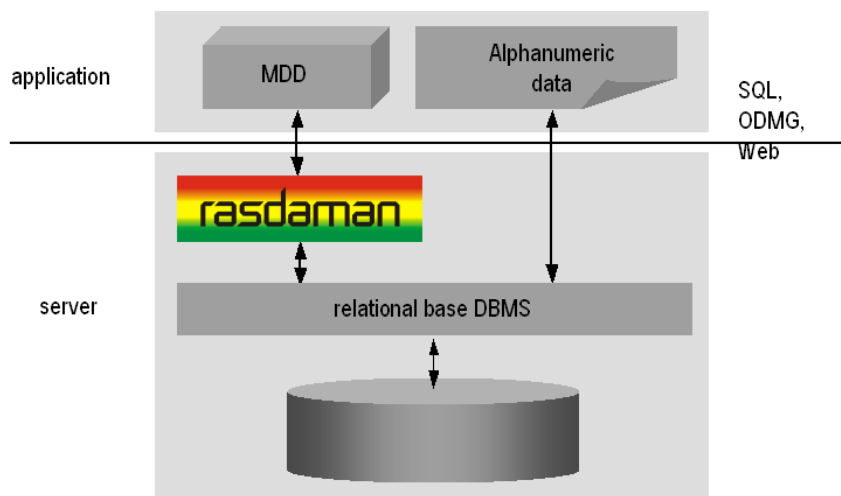 application
MDD
Alphanumeric
data
SQL,
ODMG,
Web
rasdaman
server
relational base DBMS